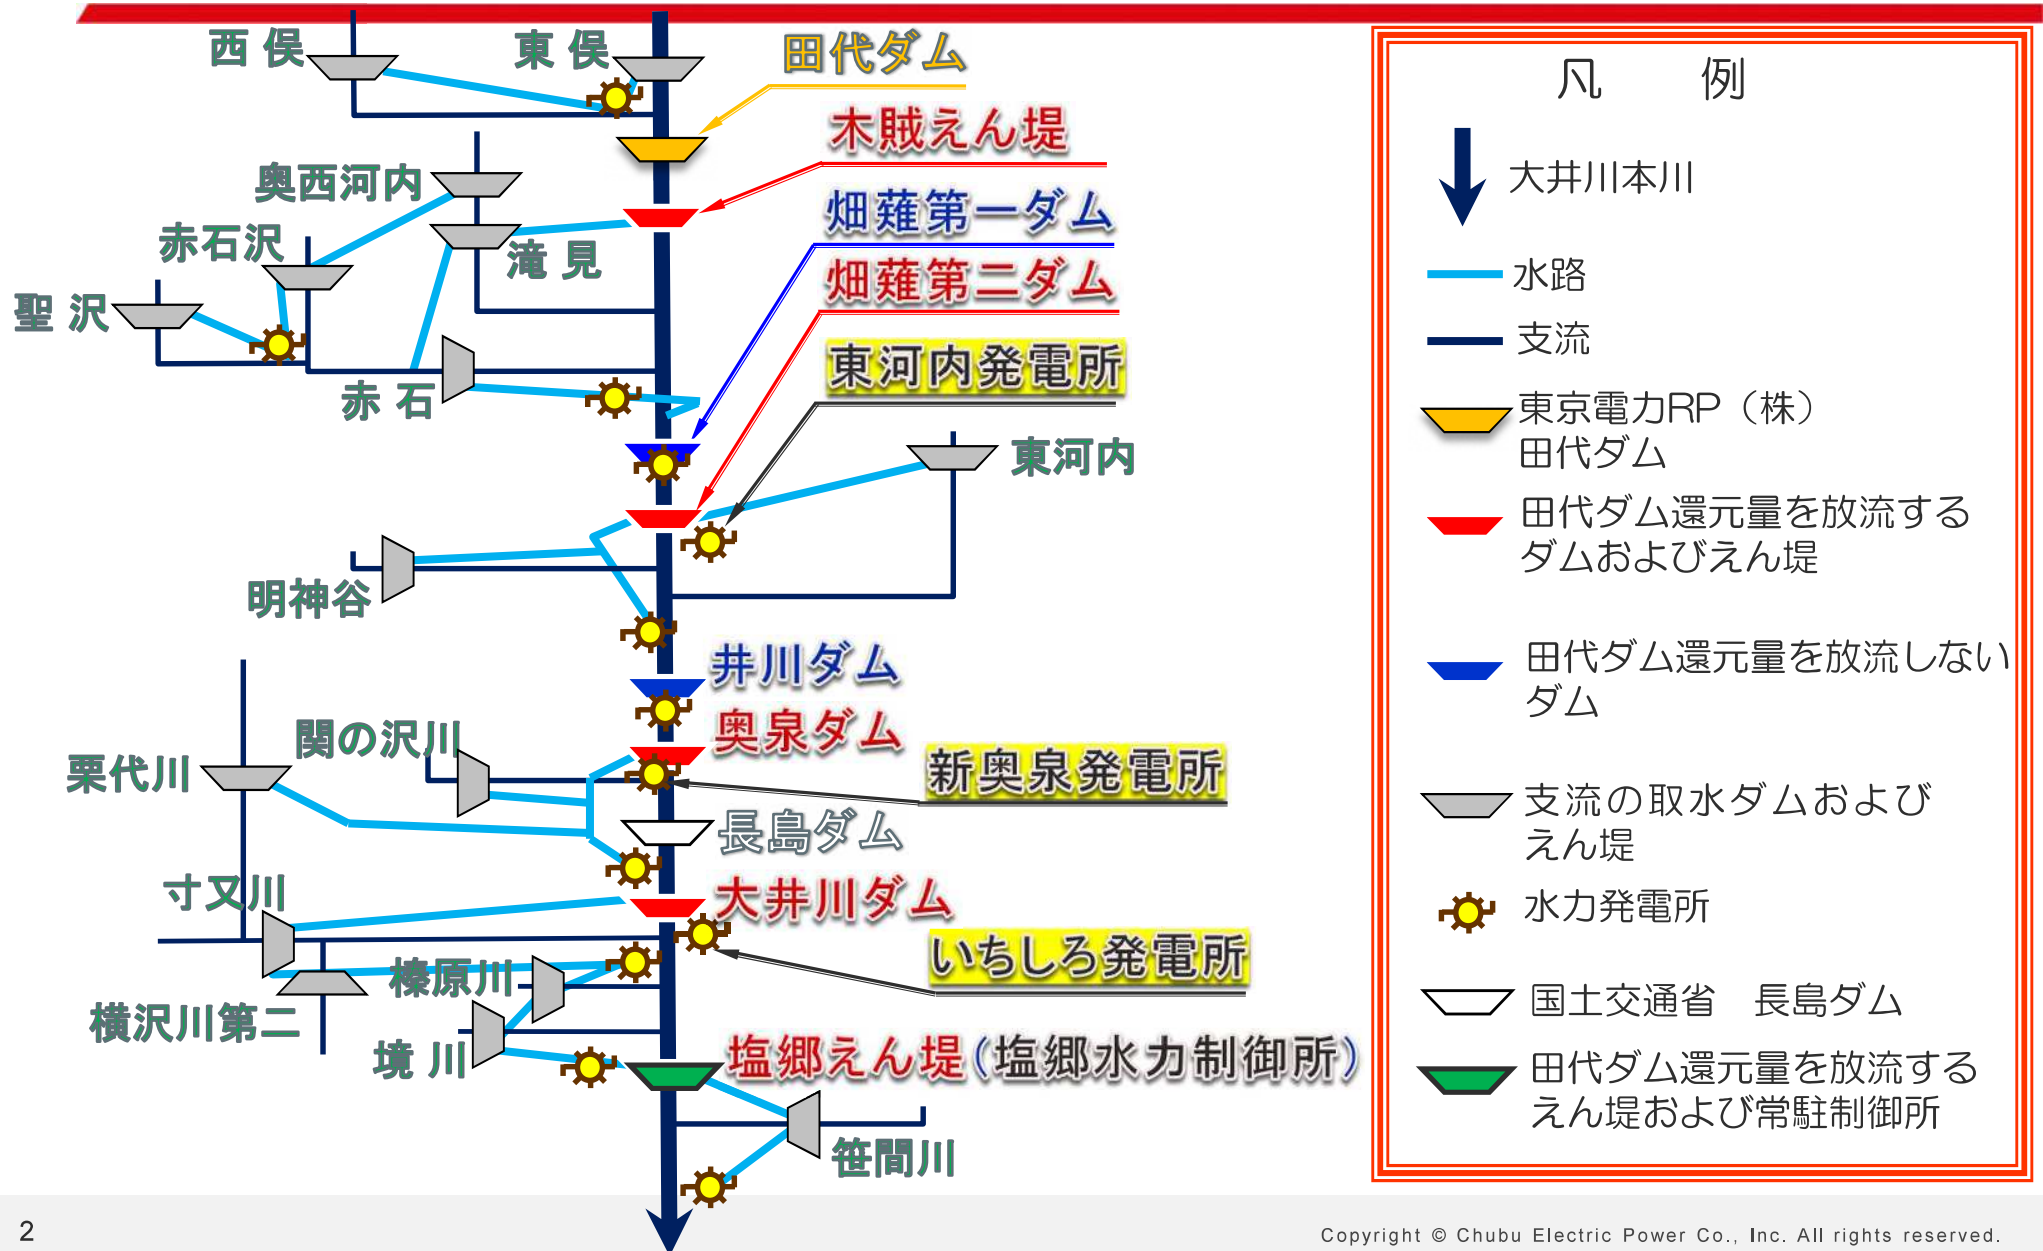 西 俣
東 俣
田代ダム
木賊えん堤
奥西河内
畑薙第一ダム
赤石沢
滝 見
畑薙第二ダム
聖 沢
東河内発電所
赤 石
東河内
明神谷
井川ダム
関の沢川
奥泉ダム
栗代川
新奥泉発電所
長島ダム
寸又川
大井川ダム
いちしろ発電所
榛原川
横沢川第二
境 川
塩郷えん堤(塩郷水力制御所)
笹間川
凡 例
大井川本川
水路
支流
東京電力RP（株）
田代ダム
田代ダム還元量を放流する
ダムおよびえん堤
田代ダム還元量を放流しない
ダム
支流の取水ダムおよび
えん堤
水力発電所
国土交通省 長島ダム
田代ダム還元量を放流する
えん堤および常駐制御所
2
Copyright © Chubu Electric Power Co., Inc. All rights reserved.